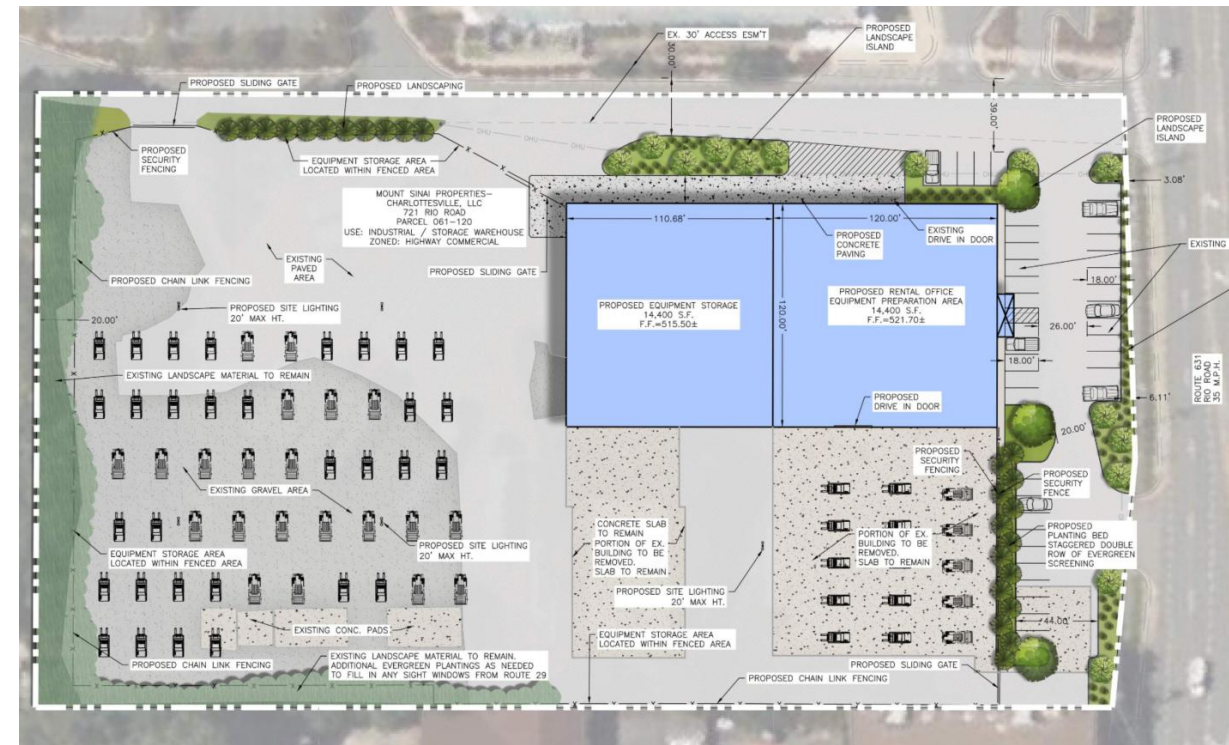 EX. 30' ACCESS ESM'T
PROPOSED
LANDSCAPE
ISLAND
30.00'
39.00'
PROPOSED SLIDING GATE
PROPOSED LANDSCAPING
OHU
OHU
OHU
OHU
PROPOSED
LANDSCAPE
ISLAND
PROPOSED
SECURITY
FENCING
EQUIPMENT STORAGE AREA
LOCATED WITHIN FENCED AREA
3.08'
MOUNT SINAI PROPERTIES-
CHARLOTTESVILLE, LLC
721 RIO ROAD
PARCEL 061-120
USE: INDUSTRIAL / STORAGE WAREHOUSE
ZONED: HIGHWAY COMMERCIAL
110.68'
120.00'
PROPOSED
CONCRETE
PAVING
EXISTING
DRIVE IN DOOR
EXISTING
EXISTING
PAVED
AREA
PROPOSED SLIDING GATE
PROPOSED CHAIN LINK FENCING
18.00'
PROPOSED SITE LIGHTING
20' MAX HT.
PROPOSED EQUIPMENT STORAGE
14,400 S.F.
F.F.=515.50±
120.00'
PROPOSED RENTAL OFFICE
EQUIPMENT PREPARATION AREA
14,400 S.F.
F.F.=521.70±
20.00'
26.00'
18.00'
ROUTE 631
RIO ROAD
35 M.P.H.
EXISTING LANDSCAPE MATERIAL TO REMAIN
PROPOSED
DRIVE IN DOOR
6.11'
20.00'
PROPOSED
SECURITY
FENCING
PROPOSED
SECURITY
FENCE
EXISTING GRAVEL AREA
CONCRETE SLAB
TO REMAIN
PORTION OF EX.
BUILDING TO BE
REMOVED.
SLAB TO REMAIN
PORTION OF EX.
BUILDING TO BE
REMOVED.
SLAB TO REMAIN
PROPOSED
PLANTING BED
STAGGERED DOUBLE
ROW OF EVERGREEN
SCREENING
PROPOSED SITE LIGHTING
20' MAX HT.
EQUIPMENT STORAGE AREA
LOCATED WITHIN FENCED AREA
PROPOSED SITE LIGHTING
20' MAX HT.
44.00'
EXISTING CONC. PADS
EQUIPMENT STORAGE AREA
LOCATED WITHIN FENCED AREA
PROPOSED CHAIN LINK FENCING
EXISTING LANDSCAPE MATERIAL TO REMAIN.
ADDITIONAL EVERGREEN PLANTINGS AS NEEDED
TO FILL IN ANY SIGHT WINDOWS FROM ROUTE 29
PROPOSED SLIDING GATE
PROPOSED CHAIN LINK FENCING